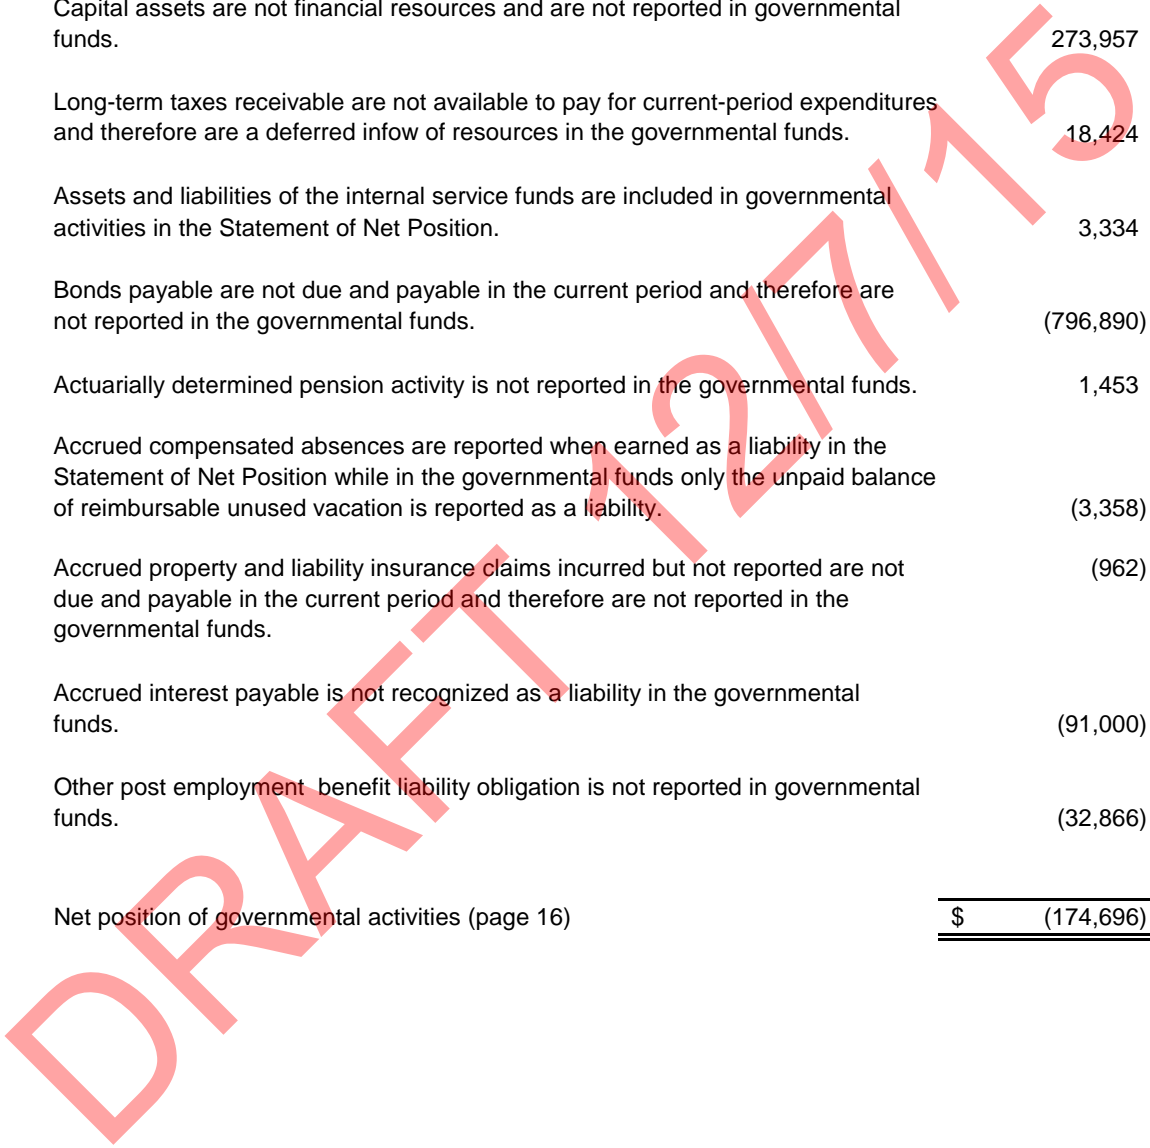 Capital assets are not financial resources and are not reported in governmental
funds. 273,957
Long-term taxes receivable are not available to pay for current-period expenditures
and therefore are a deferred infow of resources in the governmental funds. 18,424
Assets and liabilities of the internal service funds are included in governmental
activities in the Statement of Net Position. 3,334
Bonds payable are not due and payable in the current period and therefore are
not reported in the governmental funds. (796,890)
Actuarially determined pension activity is not reported in the governmental funds. 1,453
Accrued compensated absences are reported when earned as a liability in the
Statement of Net Position while in the governmental funds only the unpaid balance
of reimbursable unused vacation is reported as a liability. (3,358)
Accrued property and liability insurance claims incurred but not reported are not (962)
due and payable in the current period and therefore are not reported in the
governmental funds.
Accrued interest payable is not recognized as a liability in the governmental
funds. (91,000)
Other post employment  benefit liability obligation is not reported in governmental
funds. (32,866)
Net position of governmental activities (page 16) $ (174,696)
DRAFT 12/7/15